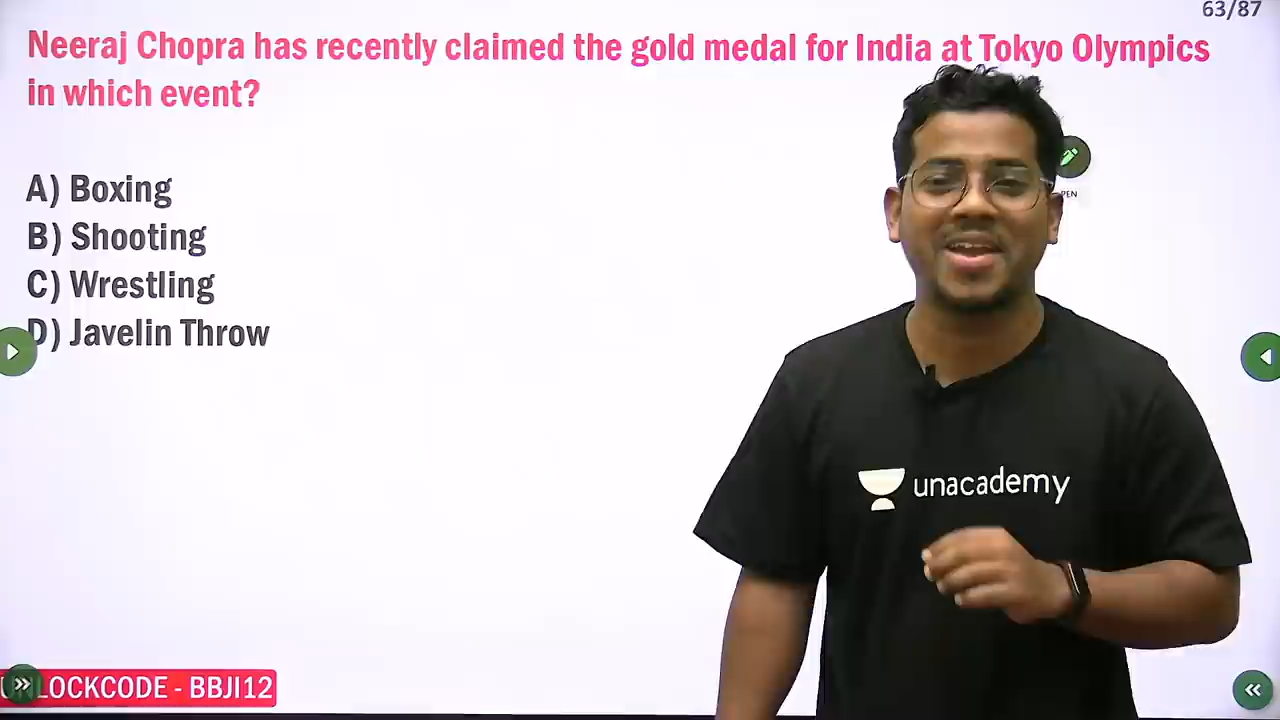 63/87
Neeraj Chopra has recently claimed the gold medal for India at Tokyo Olympics
in which event?
A) Boxing
B) Shooting
C) Wrestling
D) Javelin Throw
PEN
unacademy
LOCKCODE - BBJI12